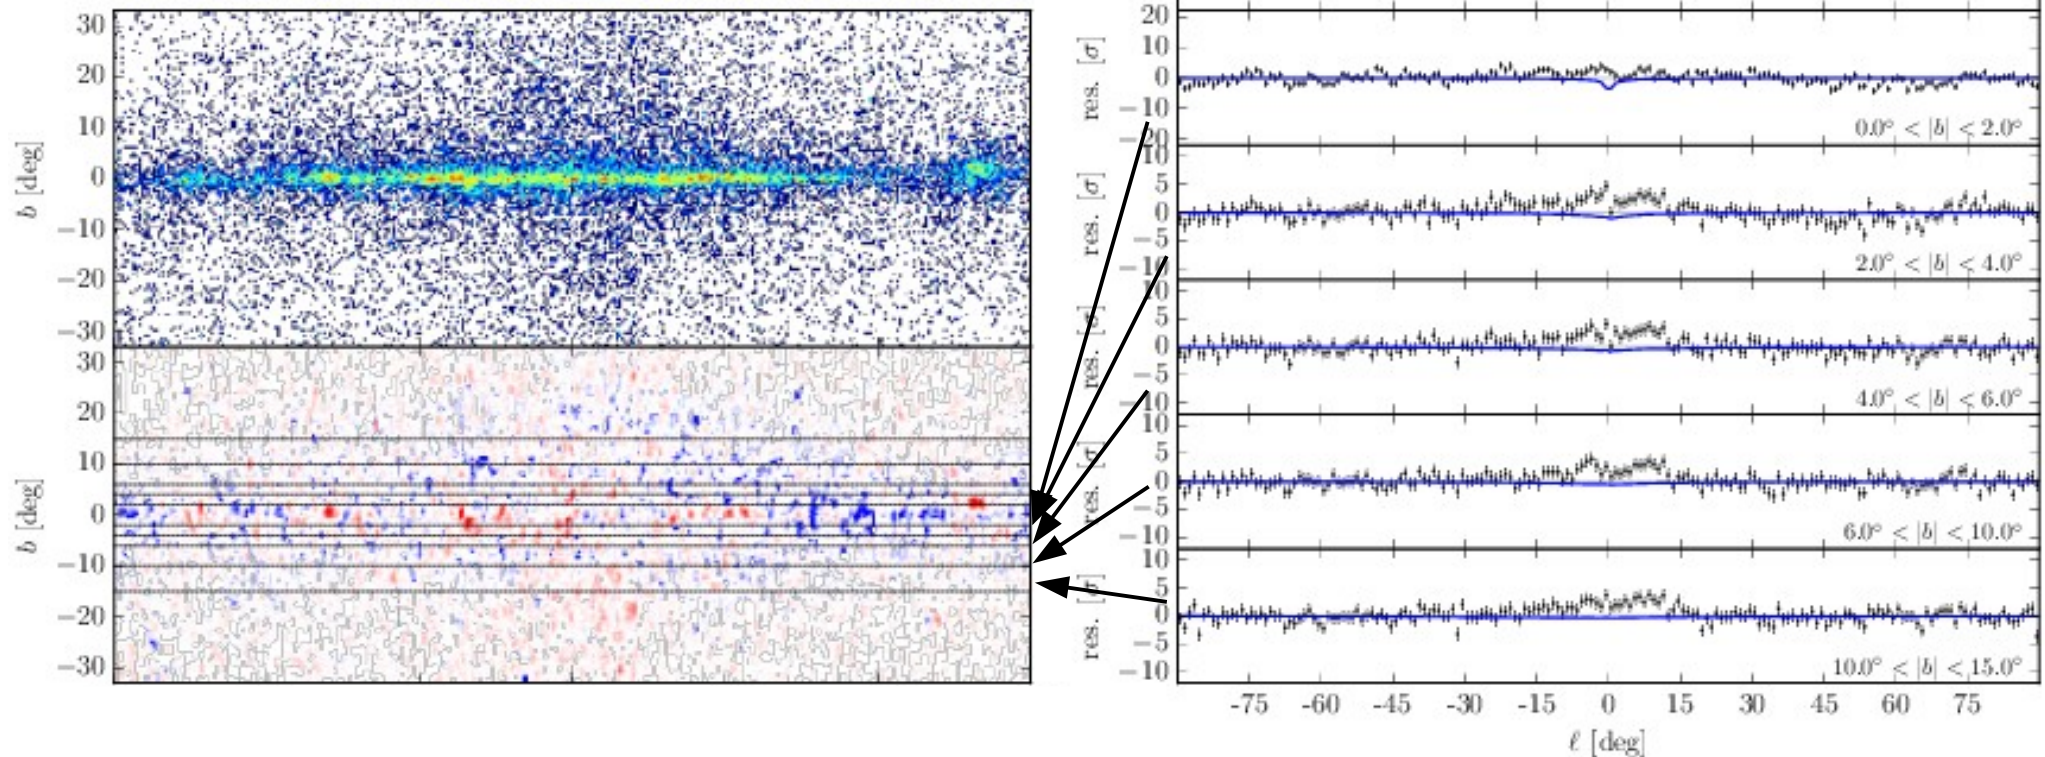 30
20
10
0
−10
−20
−30
b [deg]
30
20
10
0
−10
−20
−30
b [deg]
20
10
0
−10
−20
res. [σ]
0.0° < |b| < 2.0°
10
5
0
−5
−10
res. [σ]
2.0° < |b| < 4.0°
10
5
0
−5
−10
res. [σ]
4.0° < |b| < 6.0°
10
5
0
−5
−10
res. [σ]
6.0° < |b| < 10.0°
10
5
0
−5
−10
res. [σ]
10.0° < |b| < 15.0°
-75 -60 -45 -30 -15 0 15 30 45 60 75
ℓ [deg]